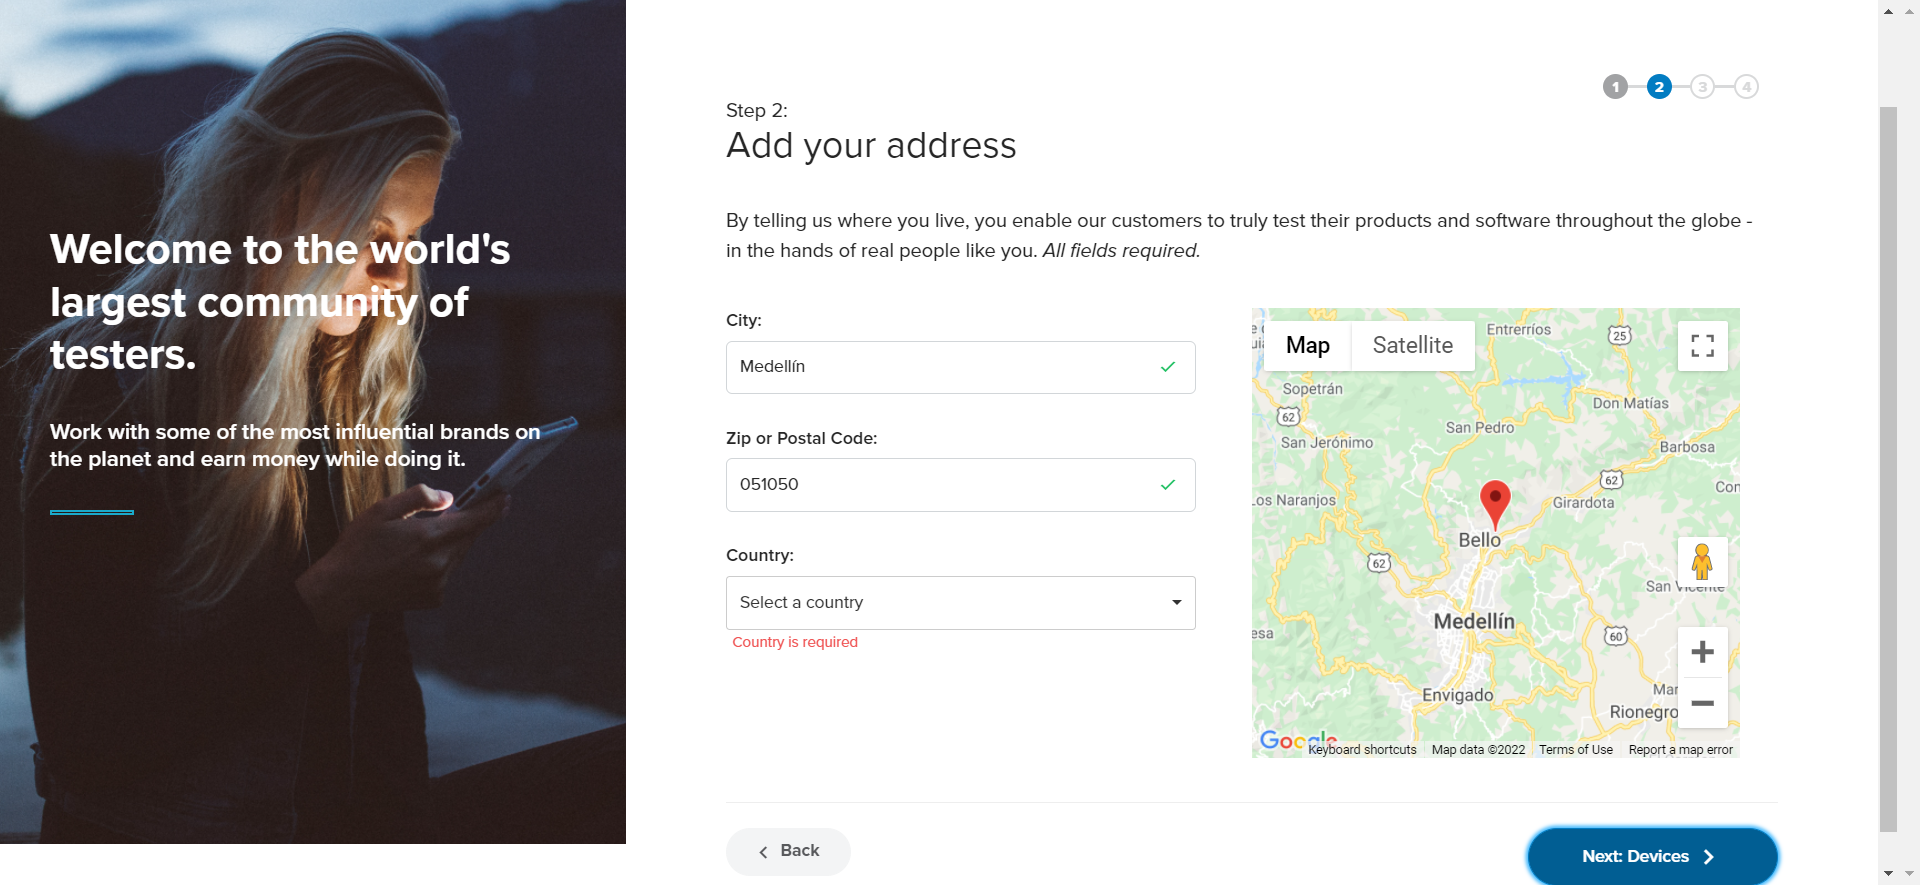 Welcome to the world's
largest community of
testers.
Work with some of the most influential brands on
the planet and earn money while doing it.
1 2 3 4
Step 2:
Add your address
By telling us where you live, you enable our customers to truly test their products and software throughout the globe -
in the hands of real people like you. All fields required.
City:
Medellín
Zip or Postal Code:
051050
Country:
Select a country
Country is required
Map
Satellite
Entrerríos
25
Sopetrán
Don Matías
62
San Pedro
San Jerónimo
Barbosa
62
Los Naranjos
Girardota
Con
Bello
62
San Vicente
Medellín
esa
60
Envigado
Mar
Rionegro
Google
Keyboard shortcuts
Map data ©2022
Terms of Use
Report a map error
Back
Next: Devices